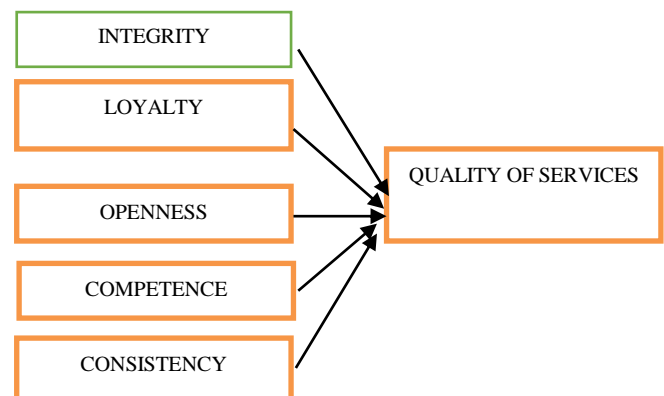 INTEGRITY
LOYALTY
QUALITY OF SERVICES
OPENNESS
COMPETENCE
CONSISTENCY